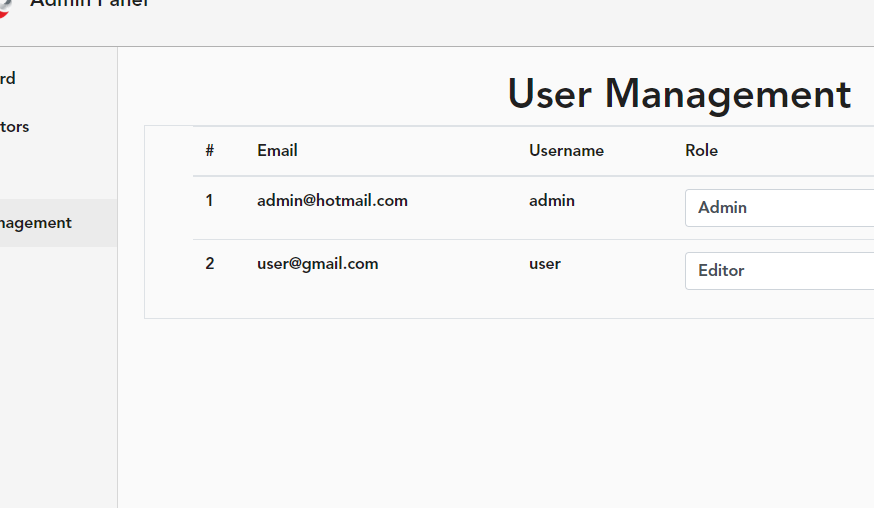 Admin Panel
rd
tors
nagement
User Management
# Email Username Role
1 admin@hotmail.com admin Admin
2 user@gmail.com user Editor